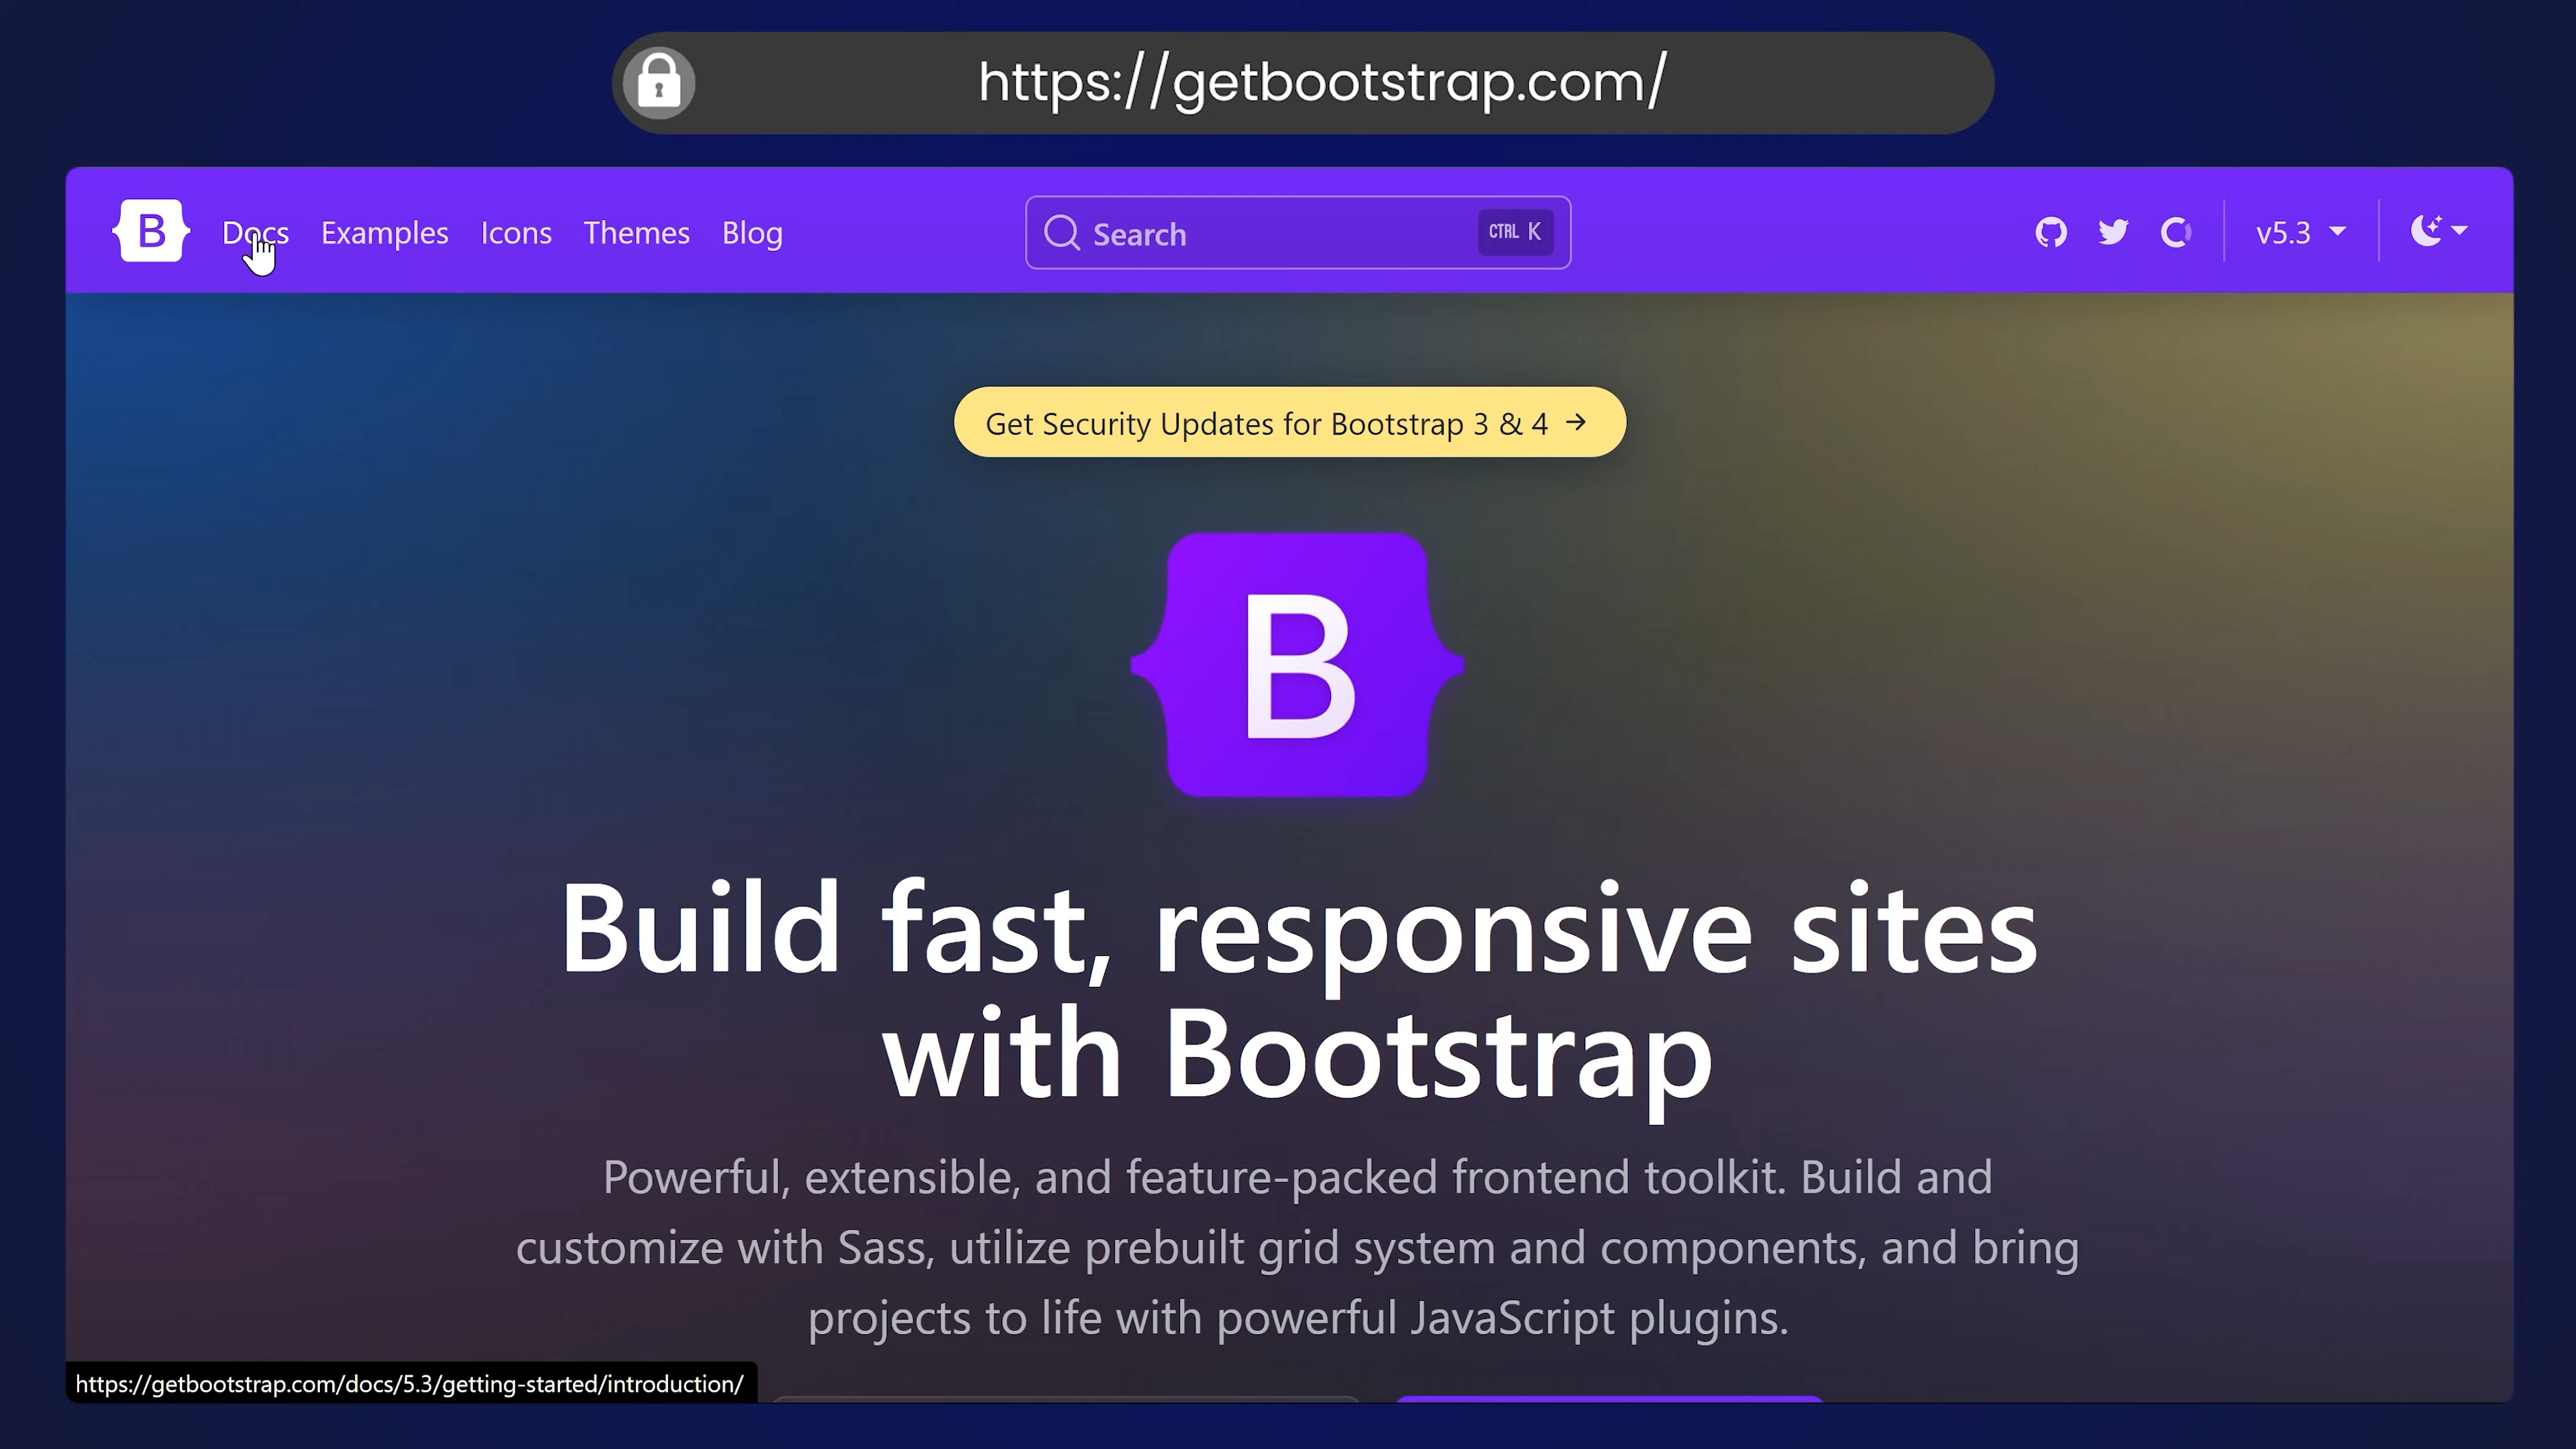 https://getbootstrap.com/
B Docs Examples Icons Themes Blog Search CTRL K v5.3
Get Security Updates for Bootstrap 3 & 4 →
B
Build fast, responsive sites
with Bootstrap
Powerful, extensible, and feature-packed frontend toolkit. Build and
customize with Sass, utilize prebuilt grid system and components, and bring
projects to life with powerful JavaScript plugins.
https://getbootstrap.com/docs/5.3/getting-started/introduction/